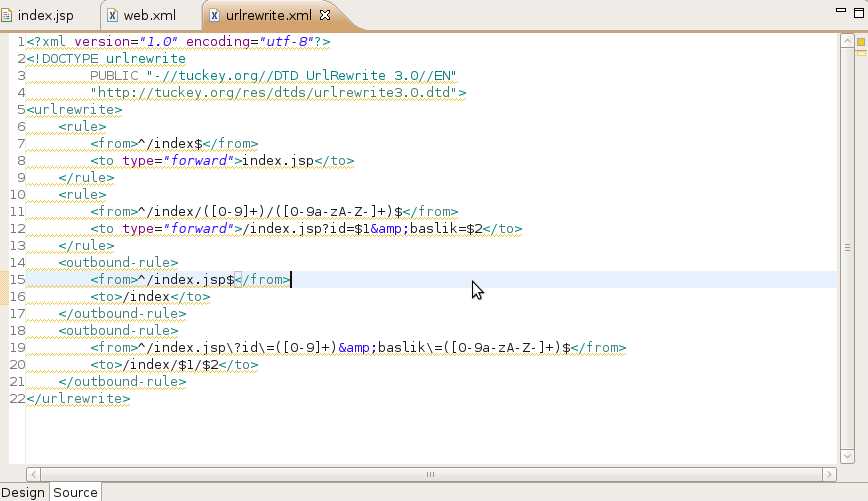 index.jsp web.xml urlrewrite.xml
1<?xml version="1.0" encoding="utf-8"?>
2<!DOCTYPE urlrewrite
3        PUBLIC "-//tuckey.org//DTD UrlRewrite 3.0//EN"
4        "http://tuckey.org/res/dtds/urlrewrite3.0.dtd">
5<urlrewrite>
6    <rule>
7        <from>^/index$</from>
8        <to type="forward">index.jsp</to>
9    </rule>
10    <rule>
11        <from>^/index/([0-9]+)/([0-9a-zA-Z-]+)$</from>
12        <to type="forward">/index.jsp?id=$1&amp;baslik=$2</to>
13    </rule>
14    <outbound-rule>
15        <from>^/index.jsp$</from>
16        <to>/index</to>
17    </outbound-rule>
18    <outbound-rule>
19        <from>^/index.jsp\?id\=([0-9]+)&amp;baslik\=([0-9a-zA-Z-]+)$</from>
20        <to>/index/$1/$2</to>
21    </outbound-rule>
22</urlrewrite>
Design Source